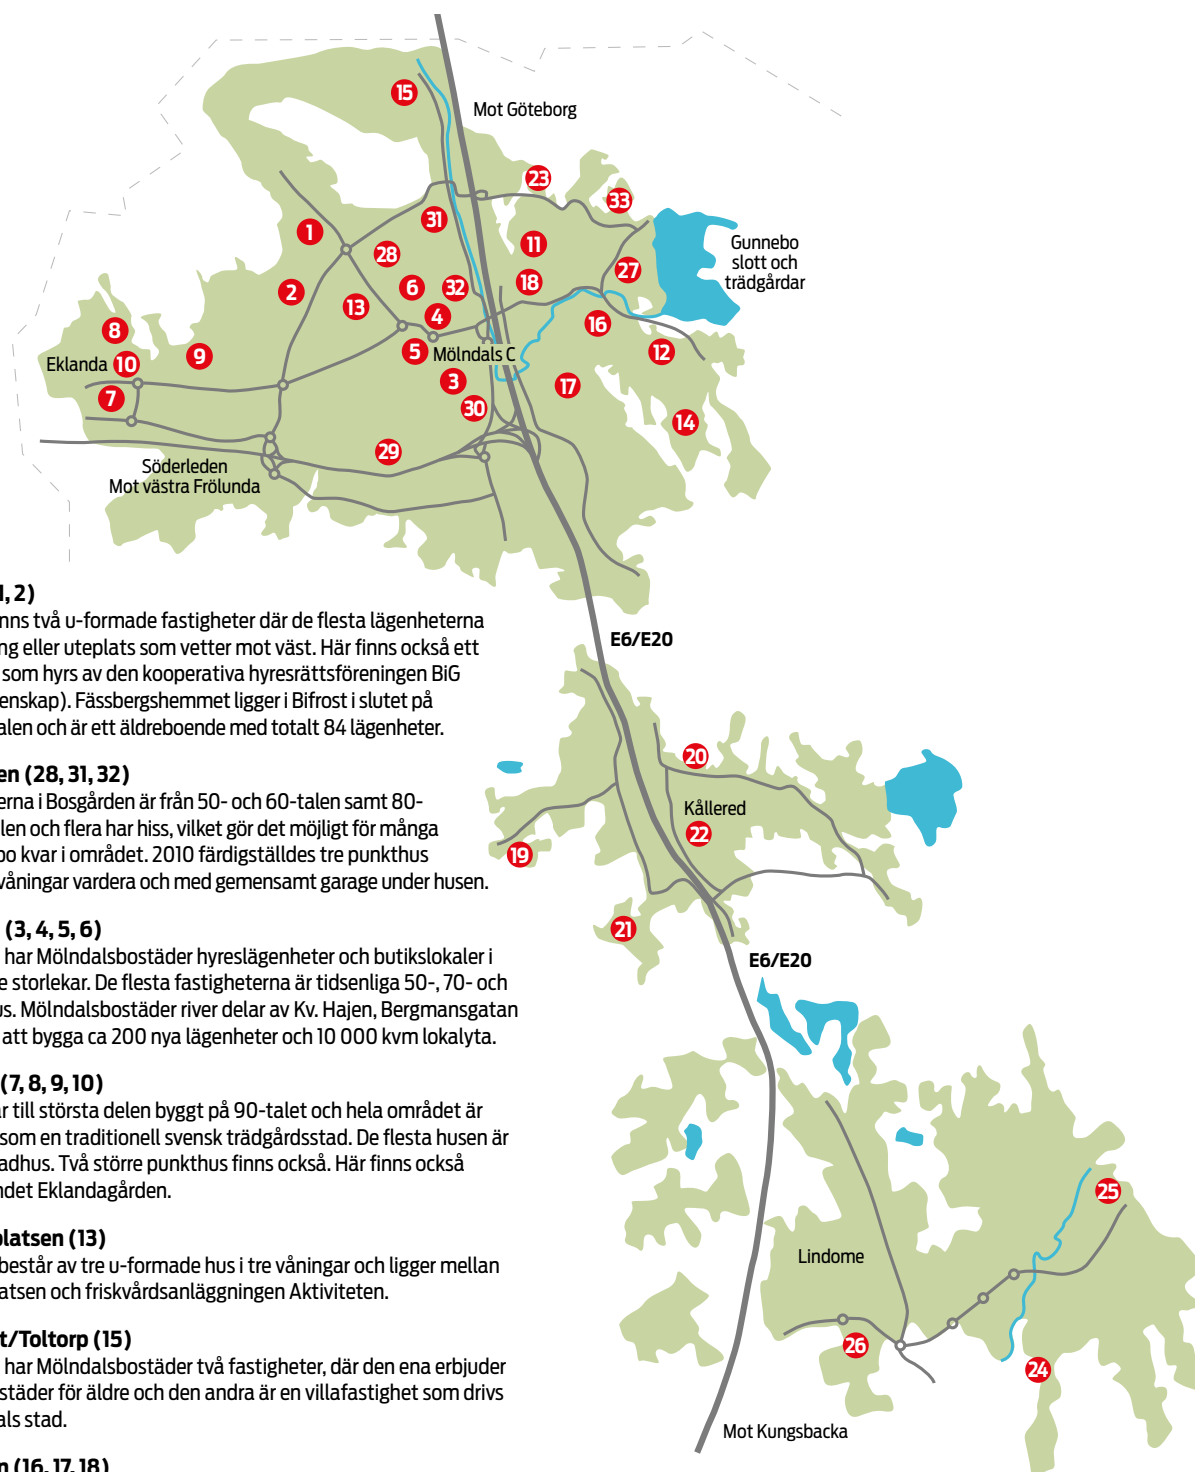 15
Mot Göteborg
23
33
1
31
11
28
Gunnebo
slott och
trädgårdar
27
18
6
32
2
13
4
16
8
5
Mölndals C
12
9
Eklanda
10
3
17
7
30
14
29
Söderleden
Mot västra Frölunda
1, 2)
nns två u-formade fastigheter där de flesta lägenheterna
ng eller uteplats som vetter mot väst. Här finns också ett
som hyrs av den kooperativa hyresrättsföreningen BiG
enskap). Fässbergshemmet ligger i Bifrost i slutet på
alen och är ett äldreboende med totalt 84 lägenheter.
en (28, 31, 32)
erna i Bosgården är från 50- och 60-talen samt 80-
len och flera har hiss, vilket gör det möjligt för många
bo kvar i området. 2010 färdigställdes tre punkthus
våningar vardera och med gemensamt garage under husen.
(3, 4, 5, 6)
har Mölndalsbostäder hyreslägenheter och butikslokaler i
e storlekar. De flesta fastigheterna är tidsenliga 50-, 70- och
us. Mölndalsbostäder river delar av Kv. Hajen, Bergmansgatan
att bygga ca 200 nya lägenheter och 10 000 kvm lokalyta.
(7, 8, 9, 10)
är till största delen byggt på 90-talet och hela området är
som en traditionell svensk trädgårdsstad. De flesta husen är
adhus. Två större punkthus finns också. Här finns också
ndet Eklandagården.
platsen (13)
består av tre u-formade hus i tre våningar och ligger mellan
atsen och friskvårdsanläggningen Aktiviteten.
t/Toltorp (15)
har Mölndalsbostäder två fastigheter, där den ena erbjuder
städer för äldre och den andra är en villafastighet som drivs
als stad.
n (16, 17, 18)
E6/E20
20
Kållered
22
19
21
E6/E20
25
Lindome
26
24
Mot Kungsbacka